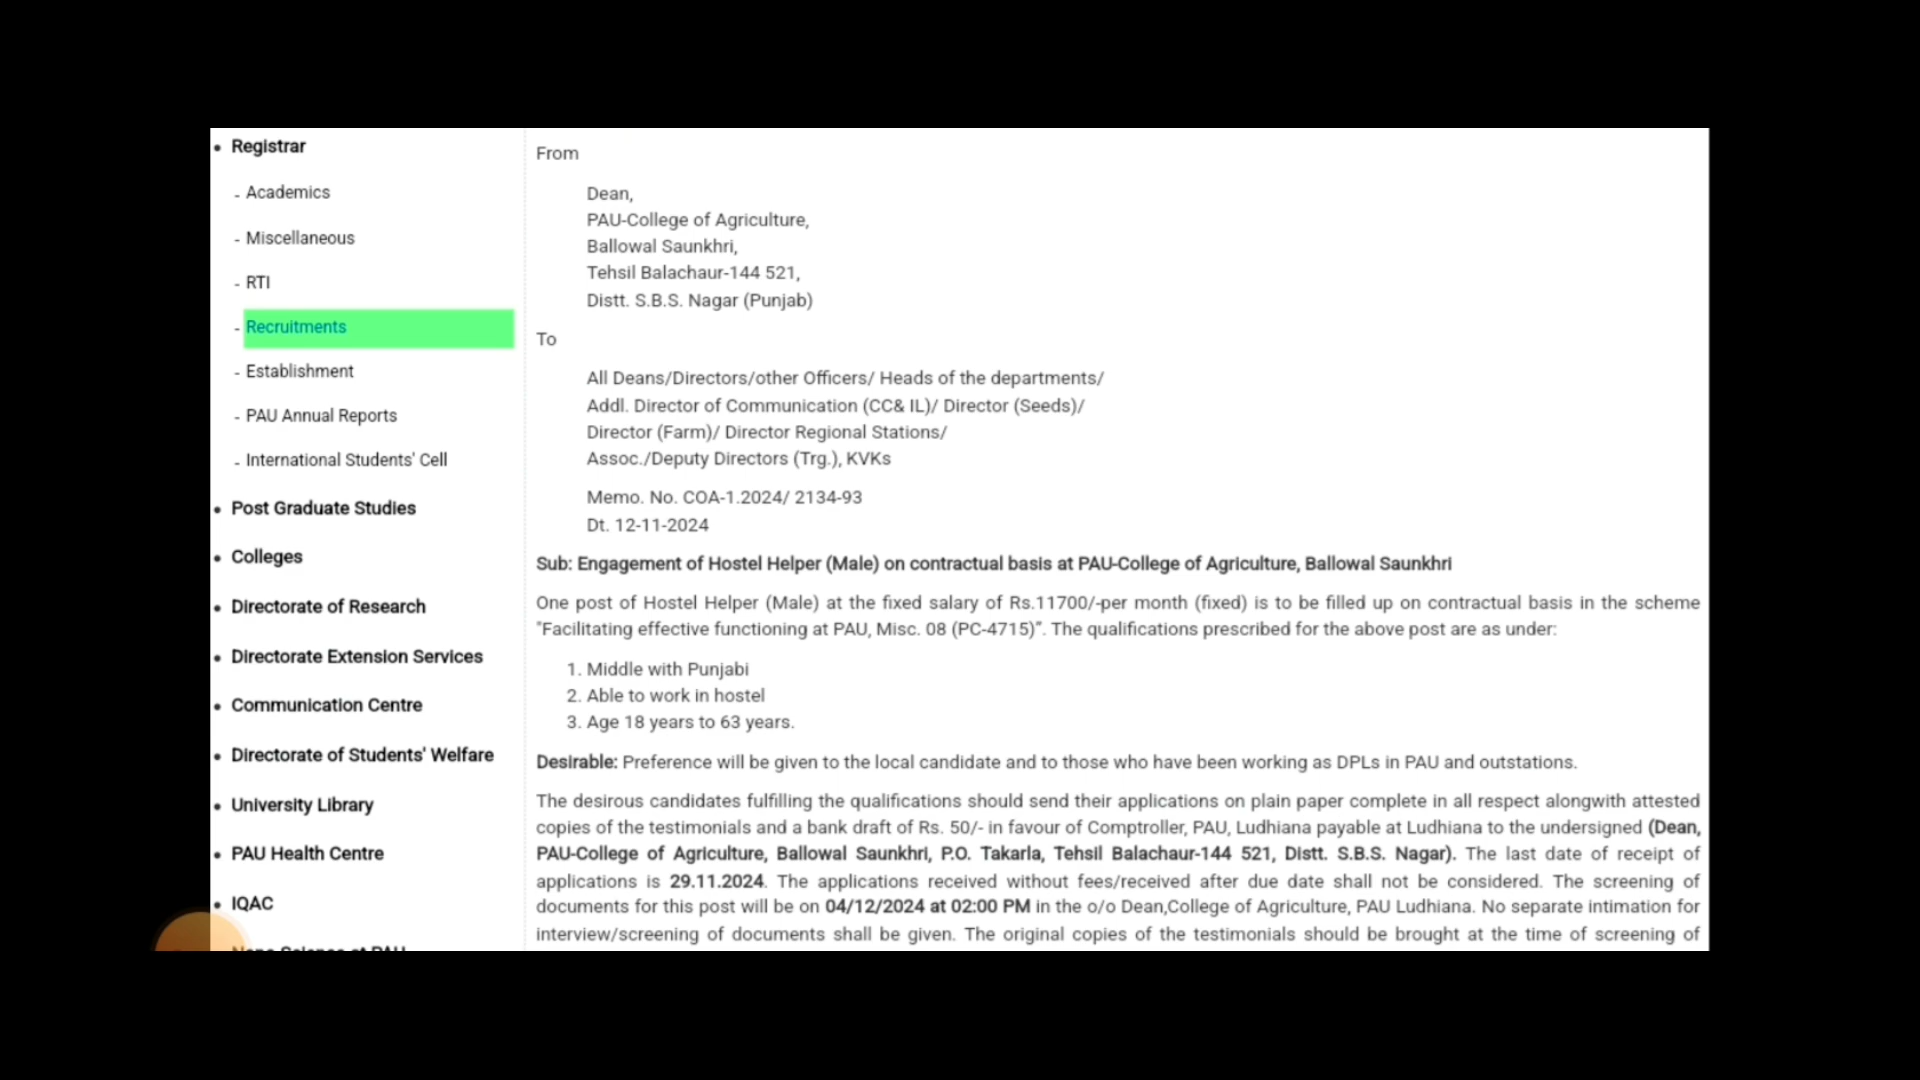 • Registrar
- Academics
- Miscellaneous
- RTI
- Recruitments
- Establishment
- PAU Annual Reports
- International Students' Cell
• Post Graduate Studies
• Colleges
• Directorate of Research
• Directorate Extension Services
• Communication Centre
• Directorate of Students' Welfare
• University Library
• PAU Health Centre
• IQAC
Science at PAU
From
Dean,
PAU-College of Agriculture,
Ballowal Saunkhri,
Tehsil Balachaur-144 521,
Distt. S.B.S. Nagar (Punjab)
To
All Deans/Directors/other Officers/ Heads of the departments/
Addl. Director of Communication (CC& IL)/ Director (Seeds)/
Director (Farm)/ Director Regional Stations/
Assoc./Deputy Directors (Trg.), KVKs
Memo. No. COA-1.2024/ 2134-93
Dt. 12-11-2024
Sub: Engagement of Hostel Helper (Male) on contractual basis at PAU-College of Agriculture, Ballowal Saunkhri
One post of Hostel Helper (Male) at the fixed salary of Rs.11700/-per month (fixed) is to be filled up on contractual basis in the scheme
"Facilitating effective functioning at PAU, Misc. 08 (PC-4715)”. The qualifications prescribed for the above post are as under:
1. Middle with Punjabi
2. Able to work in hostel
3. Age 18 years to 63 years.
Desirable: Preference will be given to the local candidate and to those who have been working as DPLs in PAU and outstations.
The desirous candidates fulfilling the qualifications should send their applications on plain paper complete in all respect alongwith attested
copies of the testimonials and a bank draft of Rs. 50/- in favour of Comptroller, PAU, Ludhiana payable at Ludhiana to the undersigned (Dean,
PAU-College of Agriculture, Ballowal Saunkhri, P.O. Takarla, Tehsil Balachaur-144 521, Distt. S.B.S. Nagar). The last date of receipt of
applications is 29.11.2024. The applications received without fees/received after due date shall not be considered. The screening of
documents for this post will be on 04/12/2024 at 02:00 PM in the o/o Dean,College of Agriculture, PAU Ludhiana. No separate intimation for
interview/screening of documents shall be given. The original copies of the testimonials should be brought at the time of screening of